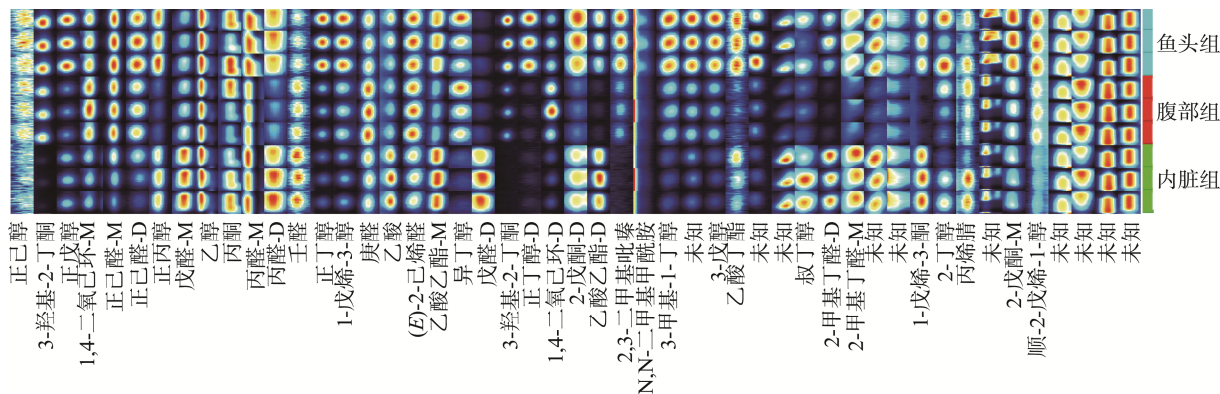 鱼头组
腹部组
内脏组
正己醇
3-羟基-2-丁酮
正戊醇
1,4-二氧己环-M
正己醛-M
正己醛-D
正丙醇
戊醛-M
乙醇
丙酮
丙醛-M
丙醛-D
壬醛
正丁醇
1-戊烯-3-醇
庚醛
乙酸
(E)-2-己烯醛
乙酸乙酯-M
异丁醇
戊醛-D
3-羟基-2-丁酮
正丁醇-D
1,4-二氧己环-D
2-戊酮-D
乙酸乙酯-D
2,3-二甲基吡嗪
N,N-二甲基甲酰胺
3-甲基-1-丁醇
未知
3-戊醇
乙酸丁酯
未知
未知
叔丁醇
2-甲基丁醛-D
2-甲基丁醛-M
未知
未知
1-戊烯-3-酮
2-丁醇
丙烯腈
未知
2-戊酮-M
顺-2-戊烯-1-醇
未知
未知
未知
未知